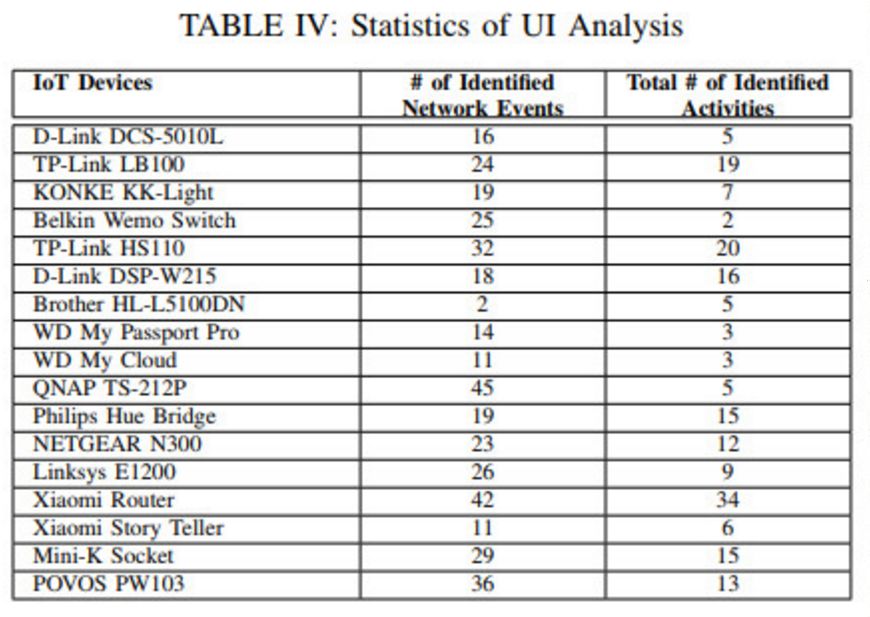 TABLE IV: Statistics of UI Analysis
IoT Devices # of Identified Network Events Total # of Identified Activities
D-Link DCS-5010L 16 5
TP-Link LB100 24 19
KONKE KK-Light 19 7
Belkin Wemo Switch 25 2
TP-Link HS110 32 20
D-Link DSP-W215 18 16
Brother HL-L5100DN 2 5
WD My Passport Pro 14 3
WD My Cloud 11 3
QNAP TS-212P 45 5
Philips Hue Bridge 19 15
NETGEAR N300 23 12
Linksys E1200 26 9
Xiaomi Router 42 34
Xiaomi Story Teller 11 6
Mini-K Socket 29 15
POVOS PW103 36 13